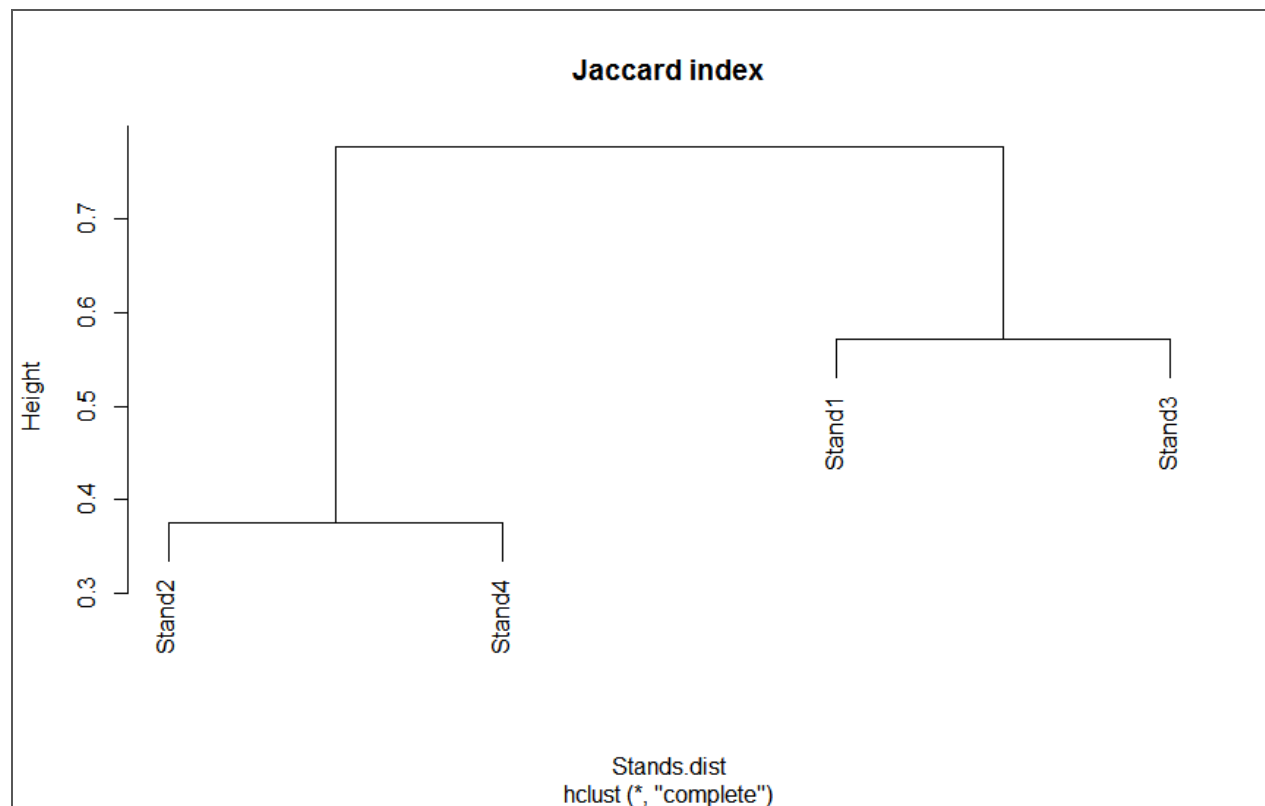 Jaccard index
Height
0.7
0.6
0.5
0.4
0.3
Stand2
Stand4
Stand1
Stand3
Stands.dist
hclust (*, "complete")